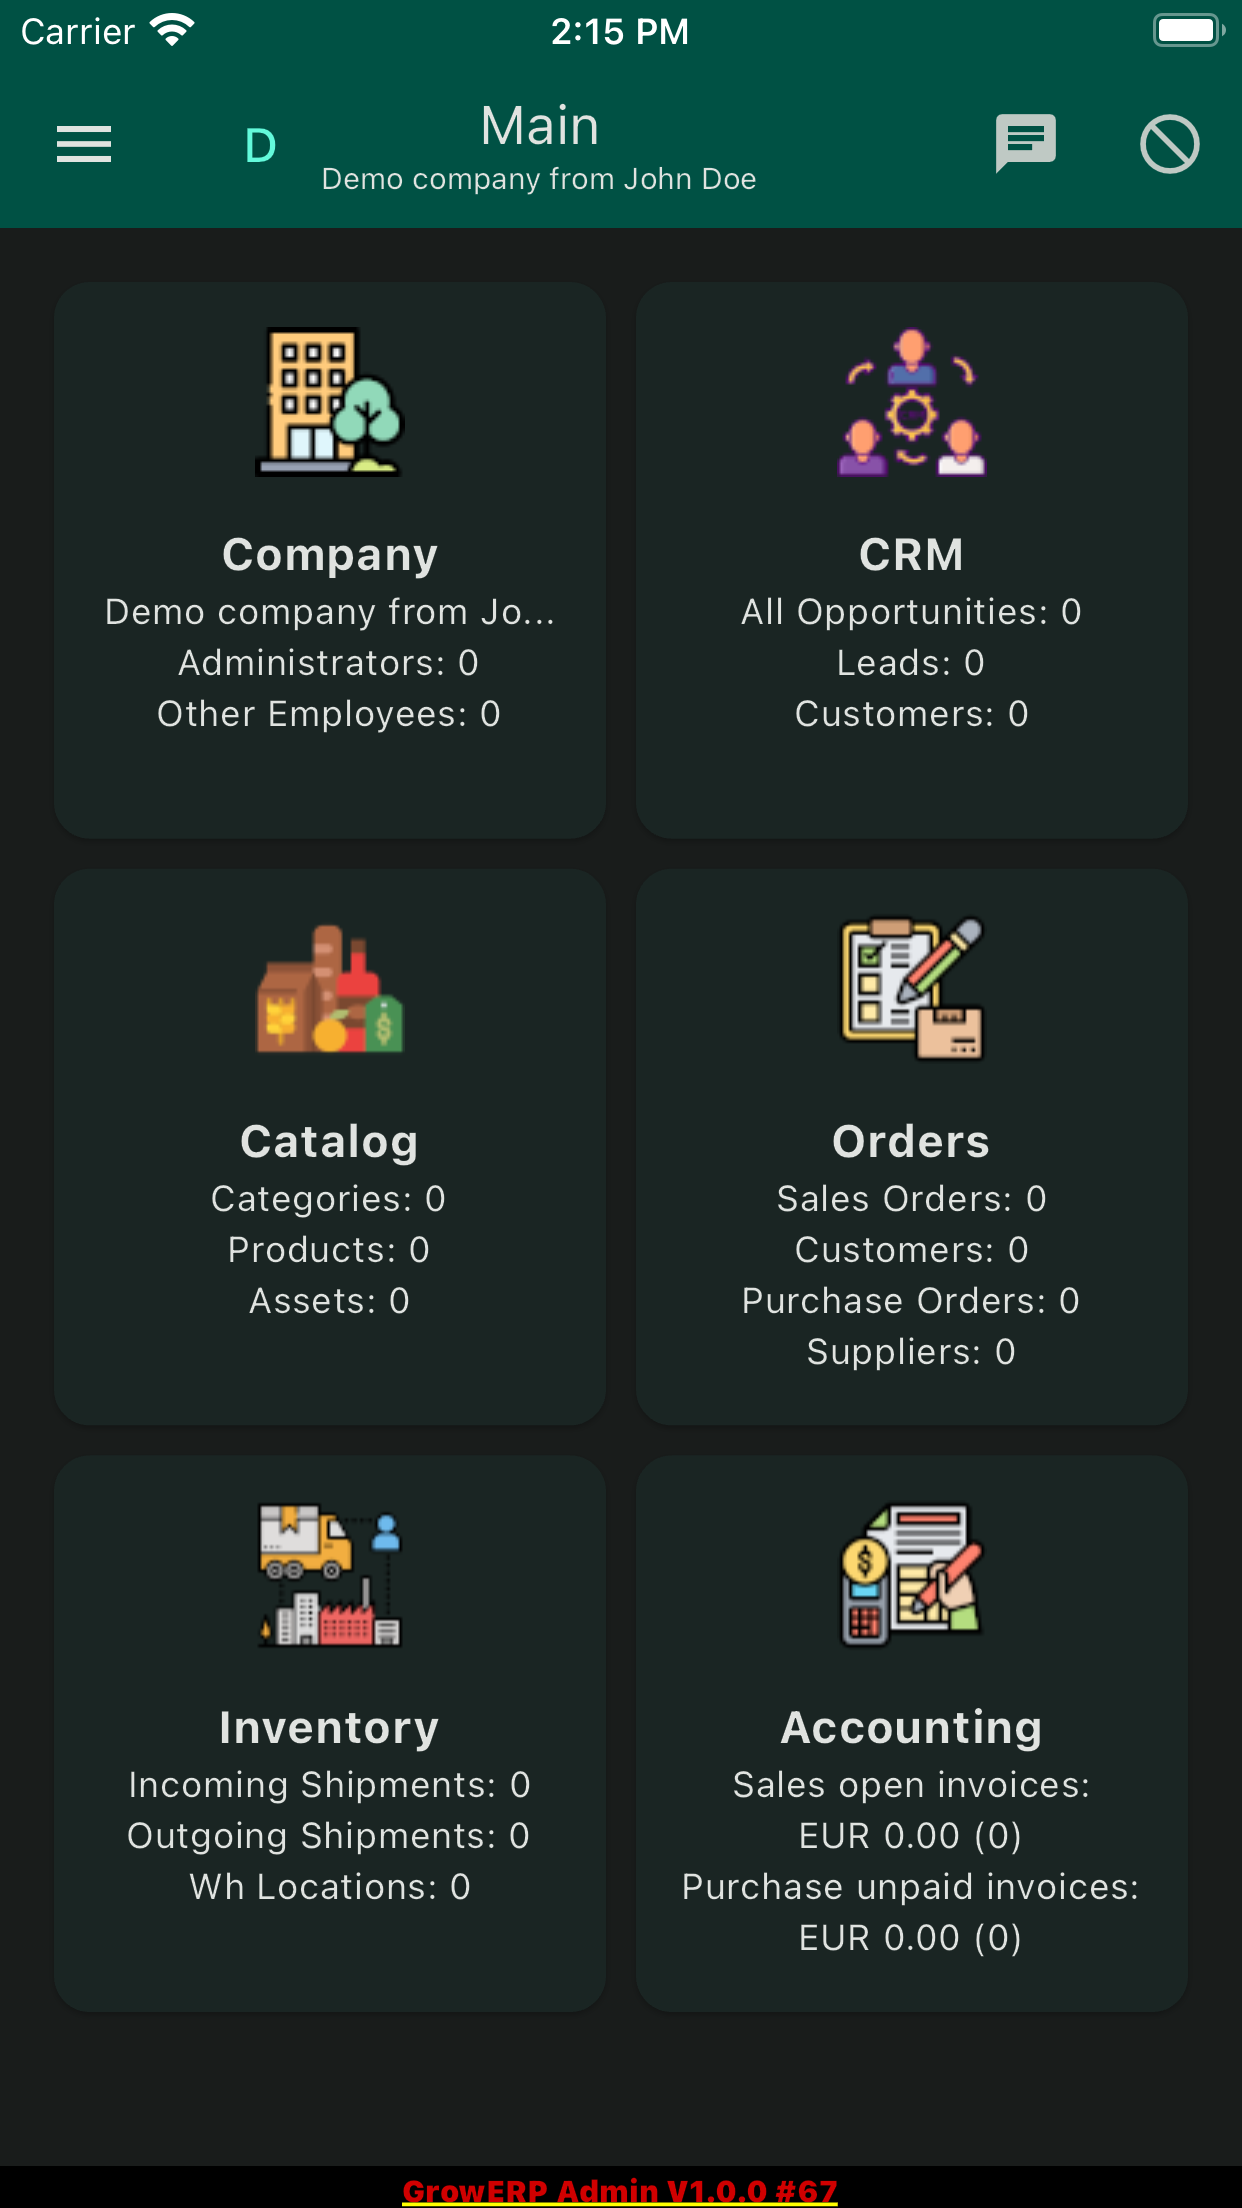 Carrier
2:15 PM
D
Main
Demo company from John Doe
Company
Demo company from Jo...
Administrators: 0
Other Employees: 0
CRM
All Opportunities: 0
Leads: 0
Customers: 0
Catalog
Categories: 0
Products: 0
Assets: 0
Orders
Sales Orders: 0
Customers: 0
Purchase Orders: 0
Suppliers: 0
Inventory
Incoming Shipments: 0
Outgoing Shipments: 0
Wh Locations: 0
Accounting
Sales open invoices:
EUR 0.00 (0)
Purchase unpaid invoices:
EUR 0.00 (0)
GrowERP Admin V1.0.0 #67